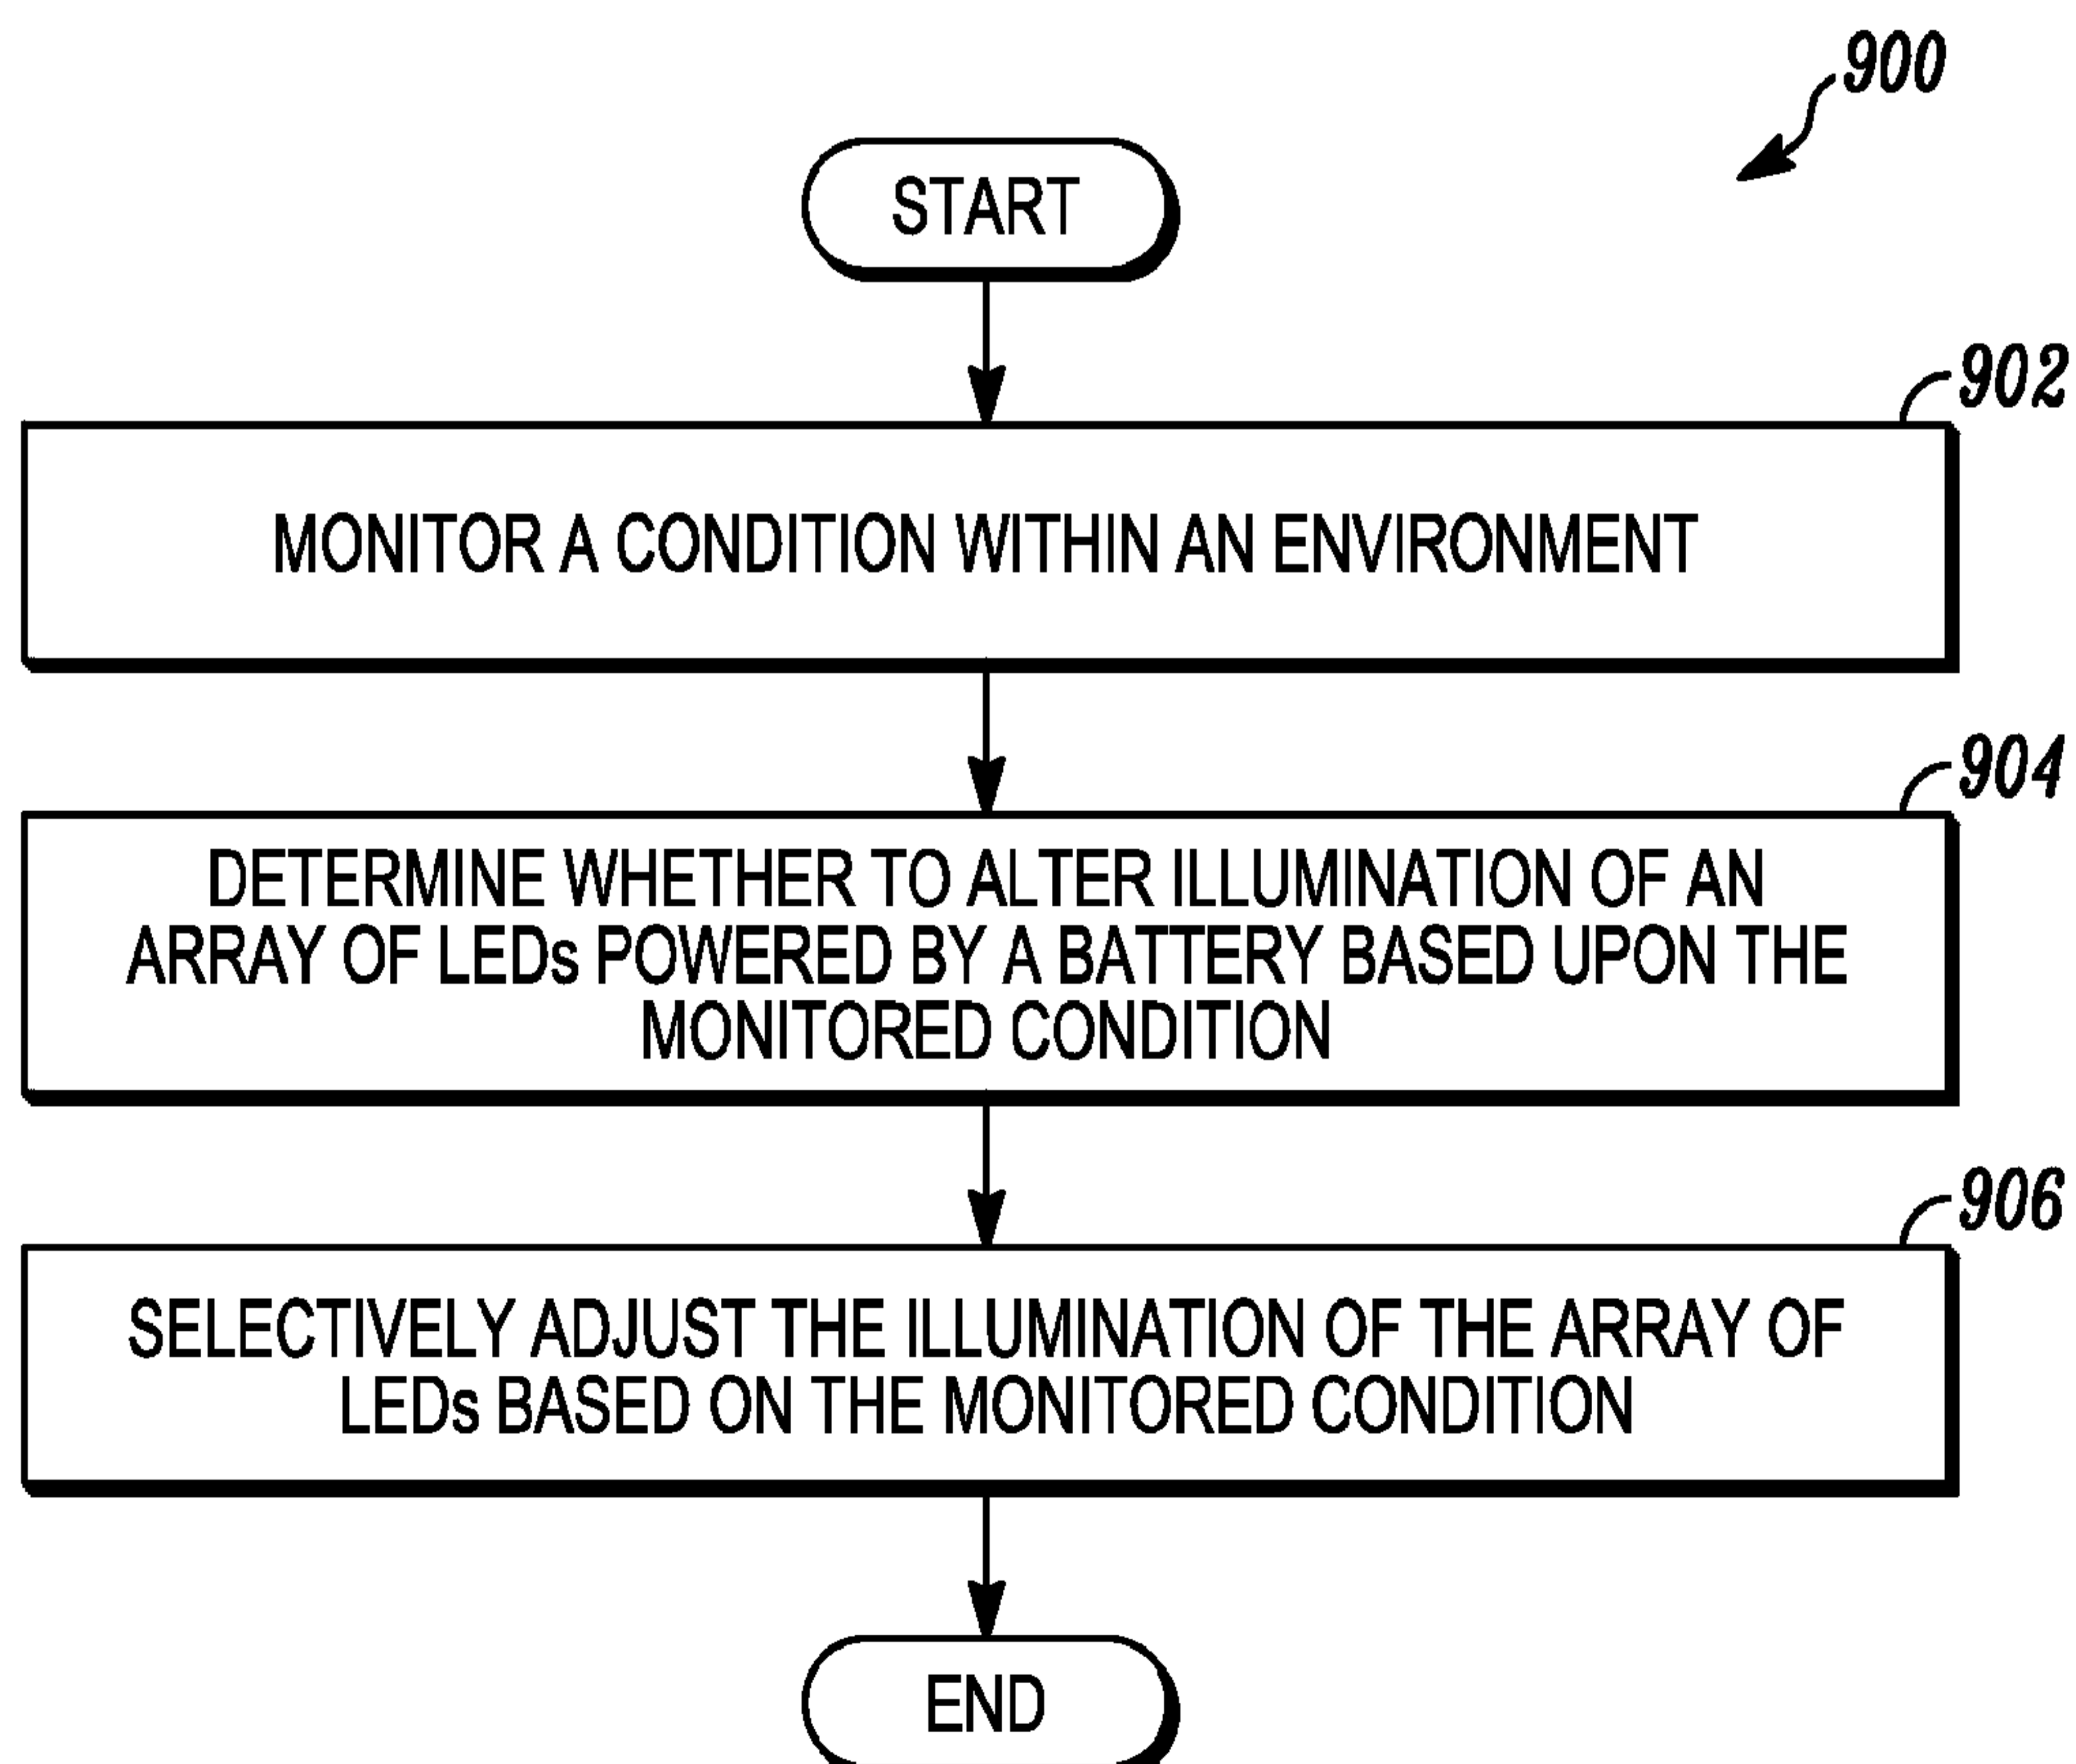 900
START
902
MONITOR A CONDITION WITHIN AN ENVIRONMENT
904
DETERMINE WHETHER TO ALTER ILLUMINATION OF AN
ARRAY OF LEDs POWERED BY A BATTERY BASED UPON THE
MONITORED CONDITION
906
SELECTIVELY ADJUST THE ILLUMINATION OF THE ARRAY OF
LEDs BASED ON THE MONITORED CONDITION
END